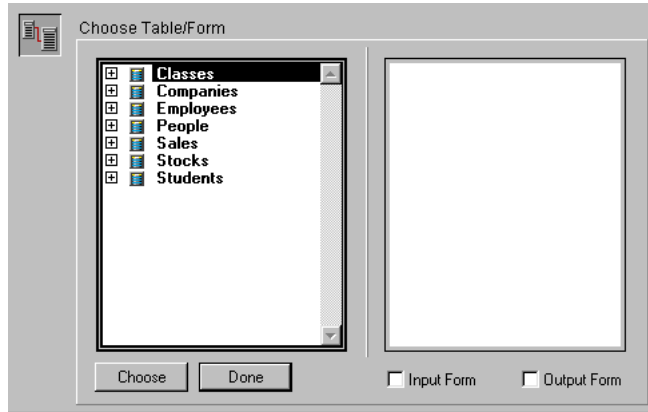 Choose Table/Form
Classes
Companies
Employees
People
Sales
Stocks
Students
Choose
Done
Input Form
Output Form